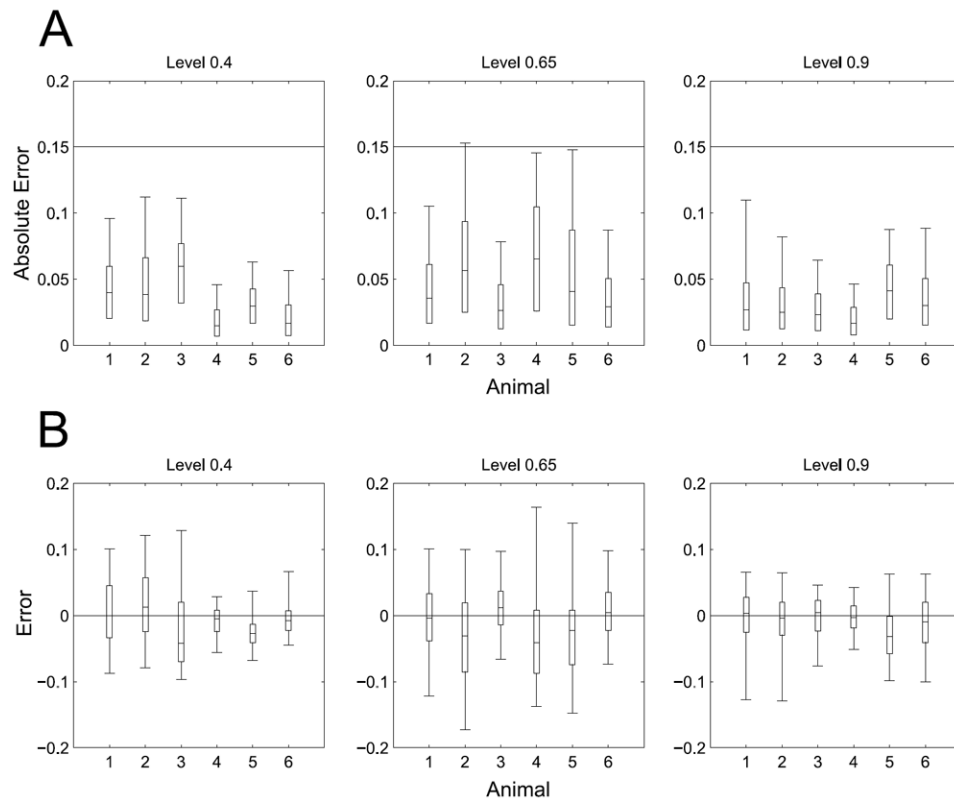 A
Level 0.4 Level 0.65 Level 0.9
0.2 0.2 0.2
0.15 0.15 0.15
0.1 0.1 0.1
0.05 0.05 0.05
0 0 0
Absolute Error
1 2 3 4 5 6 1 2 3 4 5 6 1 2 3 4 5 6
Animal
B
Level 0.4 Level 0.65 Level 0.9
0.2 0.2 0.2
0.1 0.1 0.1
0 0 0
−0.1 −0.1 −0.1
−0.2 −0.2 −0.2
Error
1 2 3 4 5 6 1 2 3 4 5 6 1 2 3 4 5 6
Animal